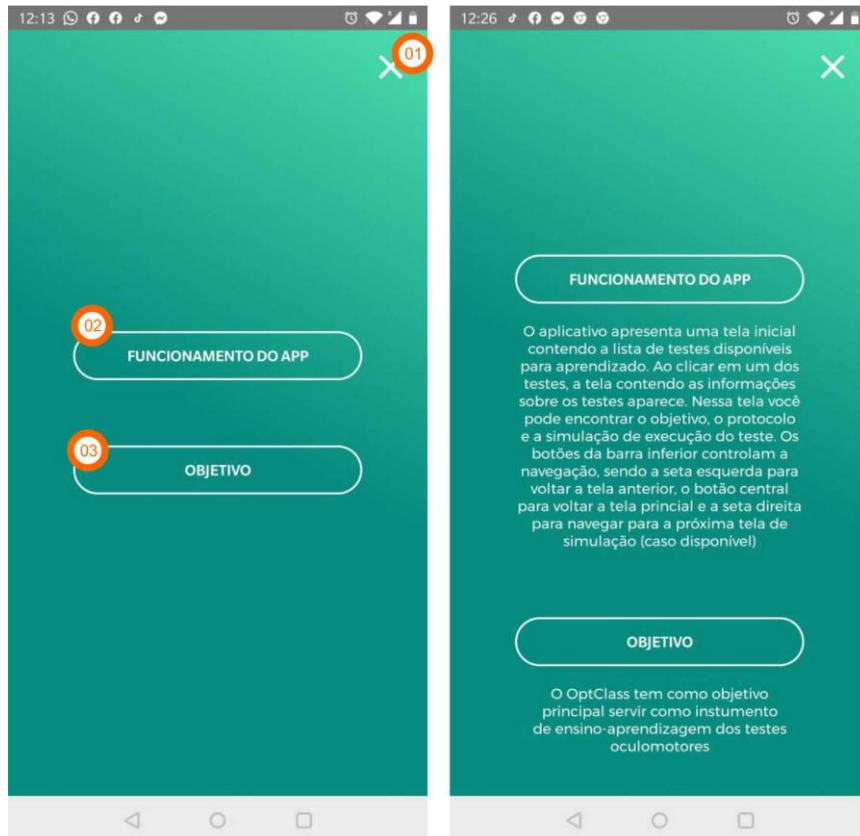 12:13
01
02
FUNCIONAMENTO DO APP
03
OBJETIVO
12:26
FUNCIONAMENTO DO APP
O aplicativo apresenta uma tela inicial
contendo a lista de testes disponíveis
para aprendizado. Ao clicar em um dos
testes, a tela contendo as informações
sobre os testes aparece. Nessa tela você
pode encontrar o objetivo, o protocolo
e a simulação de execução do teste. Os
botões da barra inferior controlam a
navegação, sendo a seta esquerda para
voltar a tela anterior, o botão central
para voltar a tela princial e a seta direita
para navegar para a próxima tela de
simulação (caso disponível)
OBJETIVO
O OptClass tem como objetivo
principal servir como instumento
de ensino-aprendizagem dos testes
oculomotores